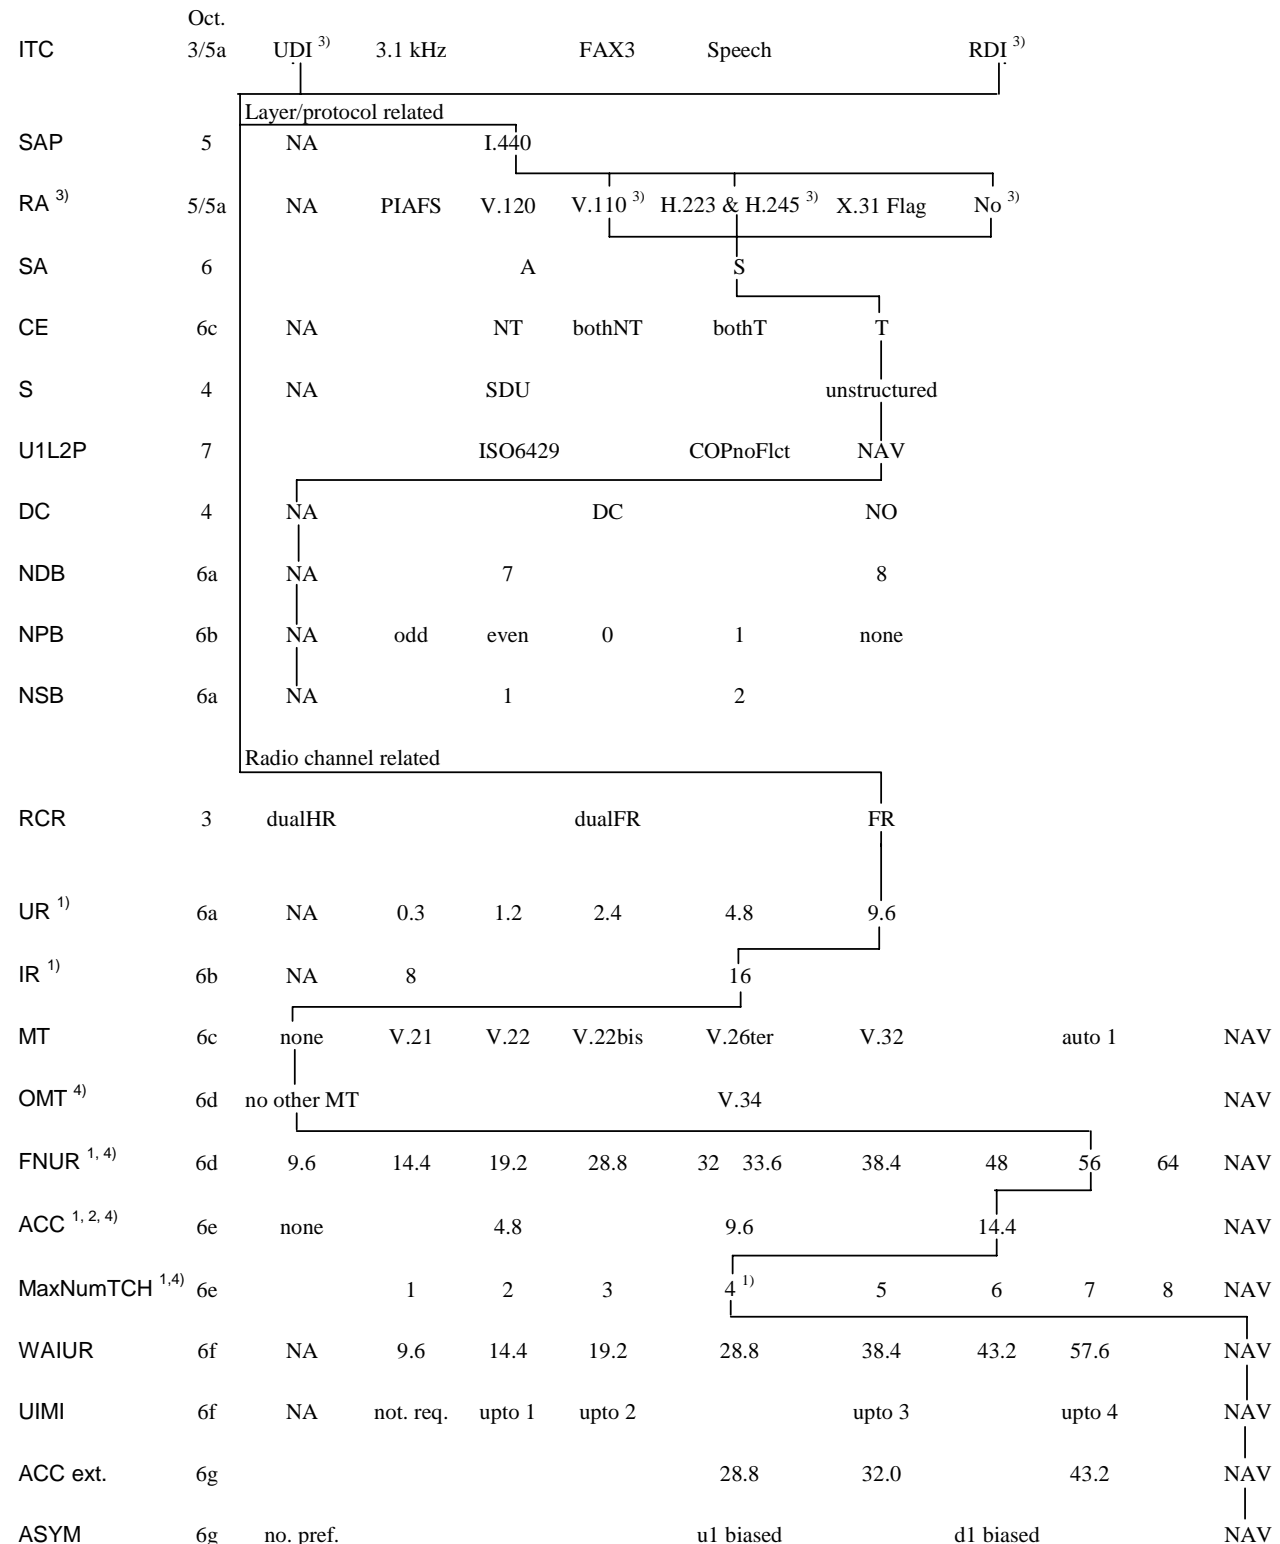 Oct.
ITC 3/5a UDI 3) 3.1 kHz FAX3 Speech RDI 3)
Layer/protocol related
SAP 5 NA I.440
RA 3) 5/5a NA PIAFS V.120 V.110 3) H.223 & H.245 3) X.31 Flag No 3)
SA 6 A S
CE 6c NA NT bothNT bothT T
S 4 NA SDU unstructured
U1L2P 7 ISO6429 COPnoFlct NAV
DC 4 NA DC NO
NDB 6a NA 7 8
NPB 6b NA odd even 0 1 none
NSB 6a NA 1 2
Radio channel related
RCR 3 dualHR dualFR FR
UR 1) 6a NA 0.3 1.2 2.4 4.8 9.6
IR 1) 6b NA 8 16
MT 6c none V.21 V.22 V.22bis V.26ter V.32 auto 1 NAV
OMT 4) 6d no other MT V.34 NAV
FNUR 1, 4) 6d 9.6 14.4 19.2 28.8 32 33.6 38.4 48 56 64 NAV
ACC 1, 2, 4) 6e none 4.8 9.6 14.4 NAV
MaxNumTCH 1,4) 6e 1 2 3 4 1) 5 6 7 8 NAV
WAIUR 6f NA 9.6 14.4 19.2 28.8 38.4 43.2 57.6 NAV
UIMI 6f NA not. req. upto 1 upto 2 upto 3 upto 4 NAV
ACC ext. 6g 28.8 32.0 43.2 NAV
ASYM 6g no. pref. u1 biased d1 biased NAV